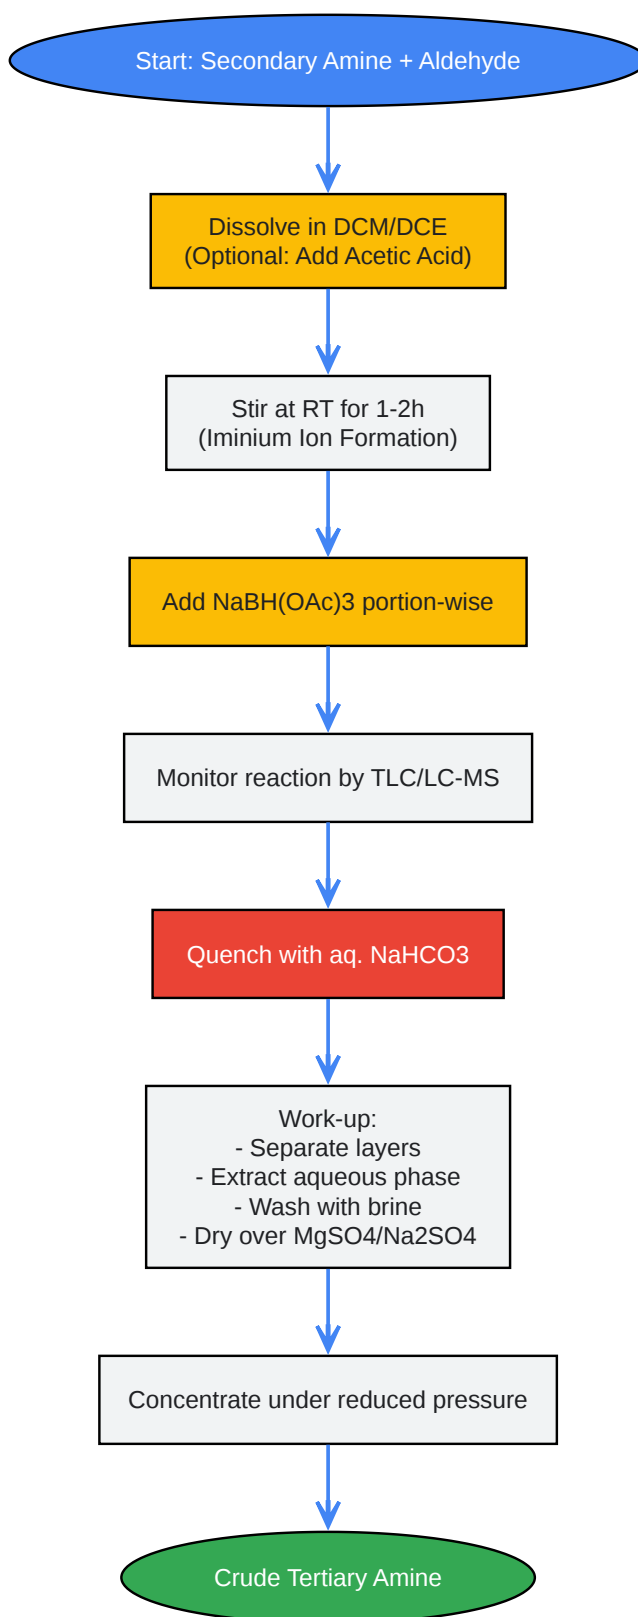 Start: Secondary Amine + Aldehyde
Dissolve in DCM/DCE
(Optional: Add Acetic Acid)
Stir at RT for 1-2h
(Iminium Ion Formation)
Add NaBH(OAc)3 portion-wise
Monitor reaction by TLC/LC-MS
Quench with aq. NaHCO3
Work-up:
- Separate layers
- Extract aqueous phase
- Wash with brine
- Dry over MgSO4/Na2SO4
Concentrate under reduced pressure
Crude Tertiary Amine